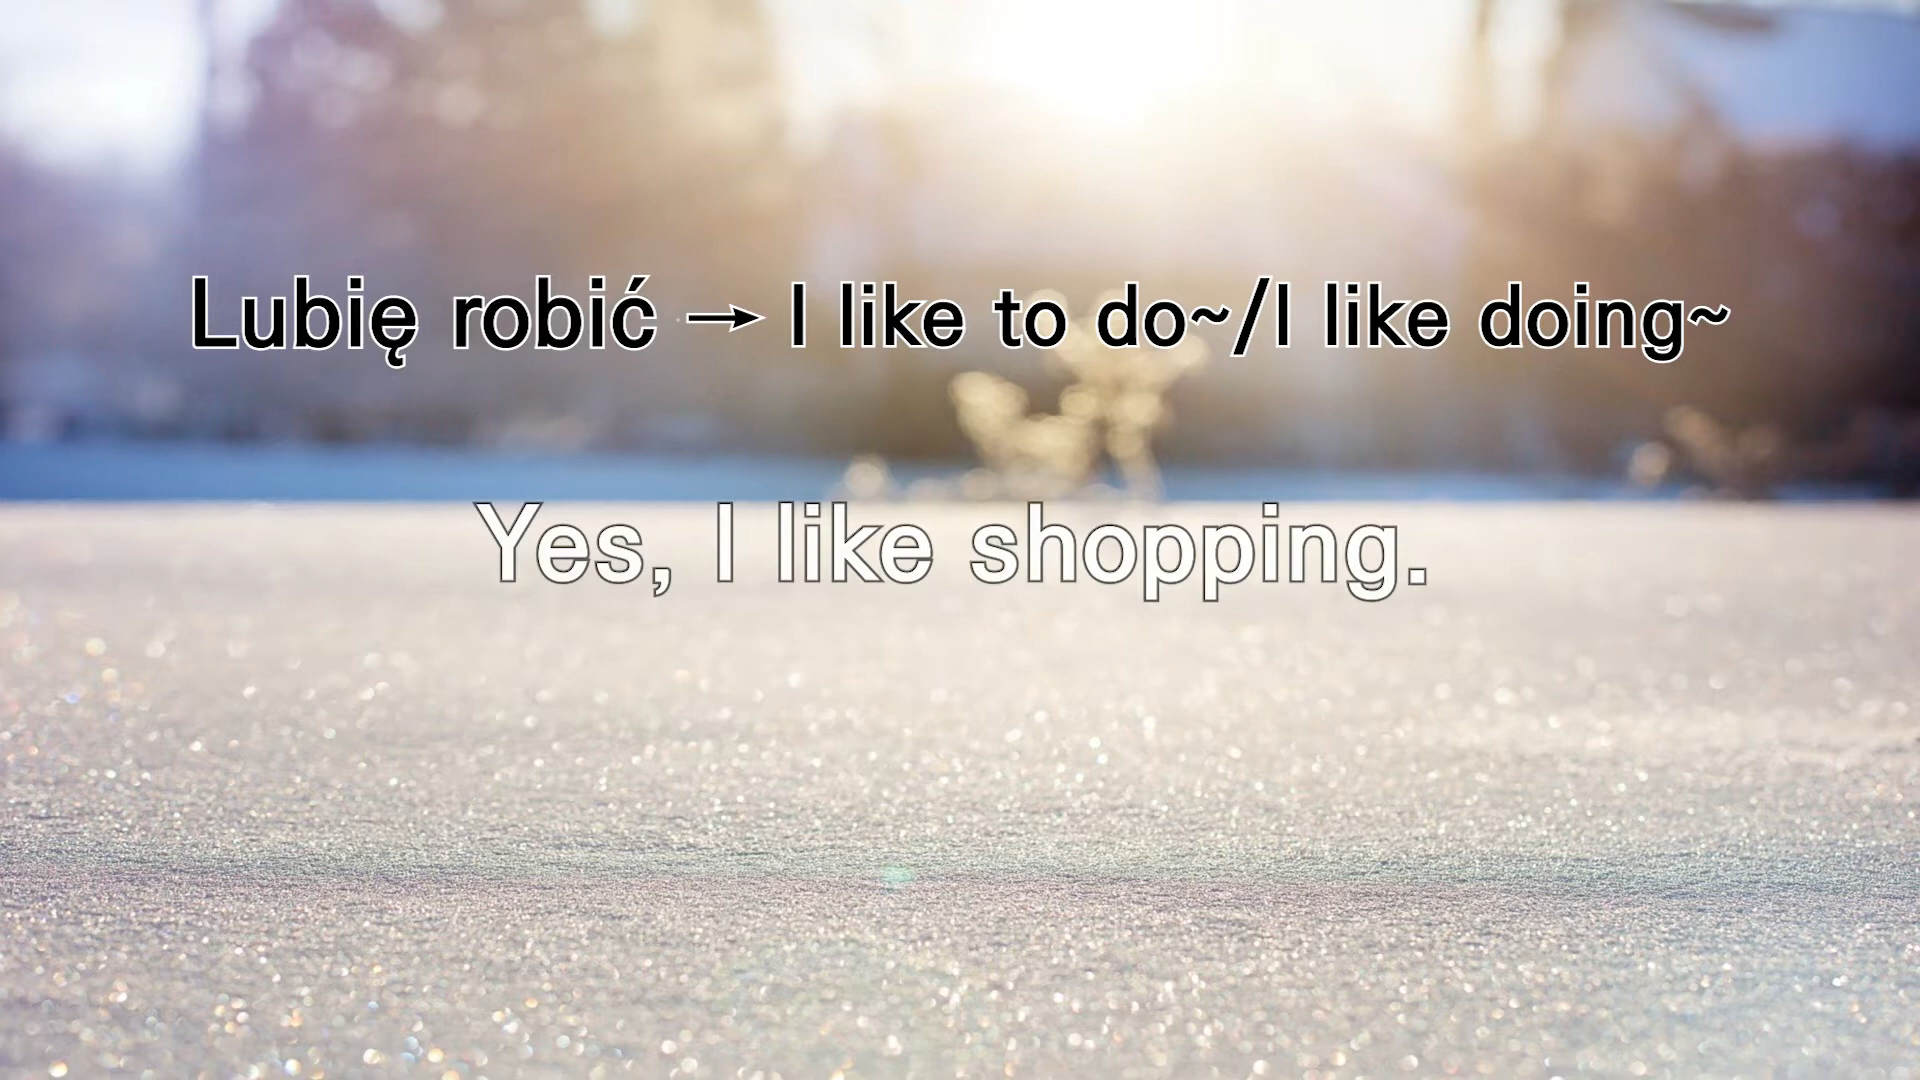 Lubię robić → I like to do~/I like doing~
Yes, I like shopping.